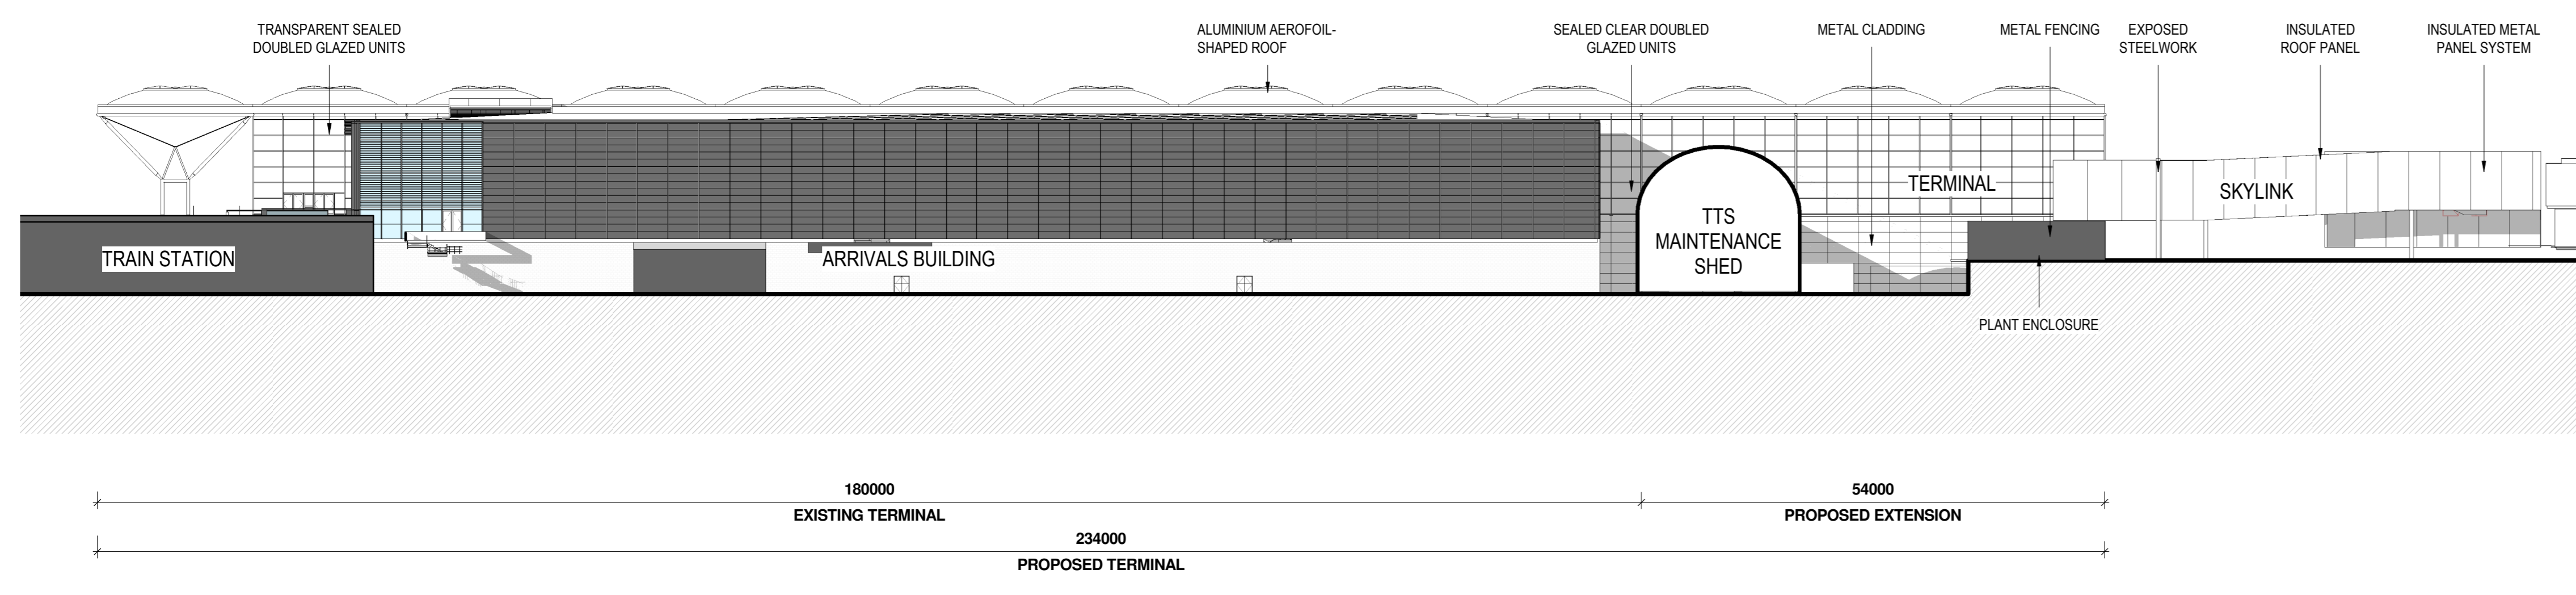 TRANSPARENT SEALED
DOUBLED GLAZED UNITS
ALUMINIUM AEROFOIL-
SHAPED ROOF
SEALED CLEAR DOUBLED
GLAZED UNITS
METAL CLADDING
METAL FENCING
EXPOSED
STEELWORK
INSULATED
ROOF PANEL
INSULATED METAL
PANEL SYSTEM
TERMINAL
SKYLINK
TTS
MAINTENANCE
SHED
TRAIN STATION
ARRIVALS BUILDING
PLANT ENCLOSURE
180000
EXISTING TERMINAL
54000
PROPOSED EXTENSION
234000
PROPOSED TERMINAL